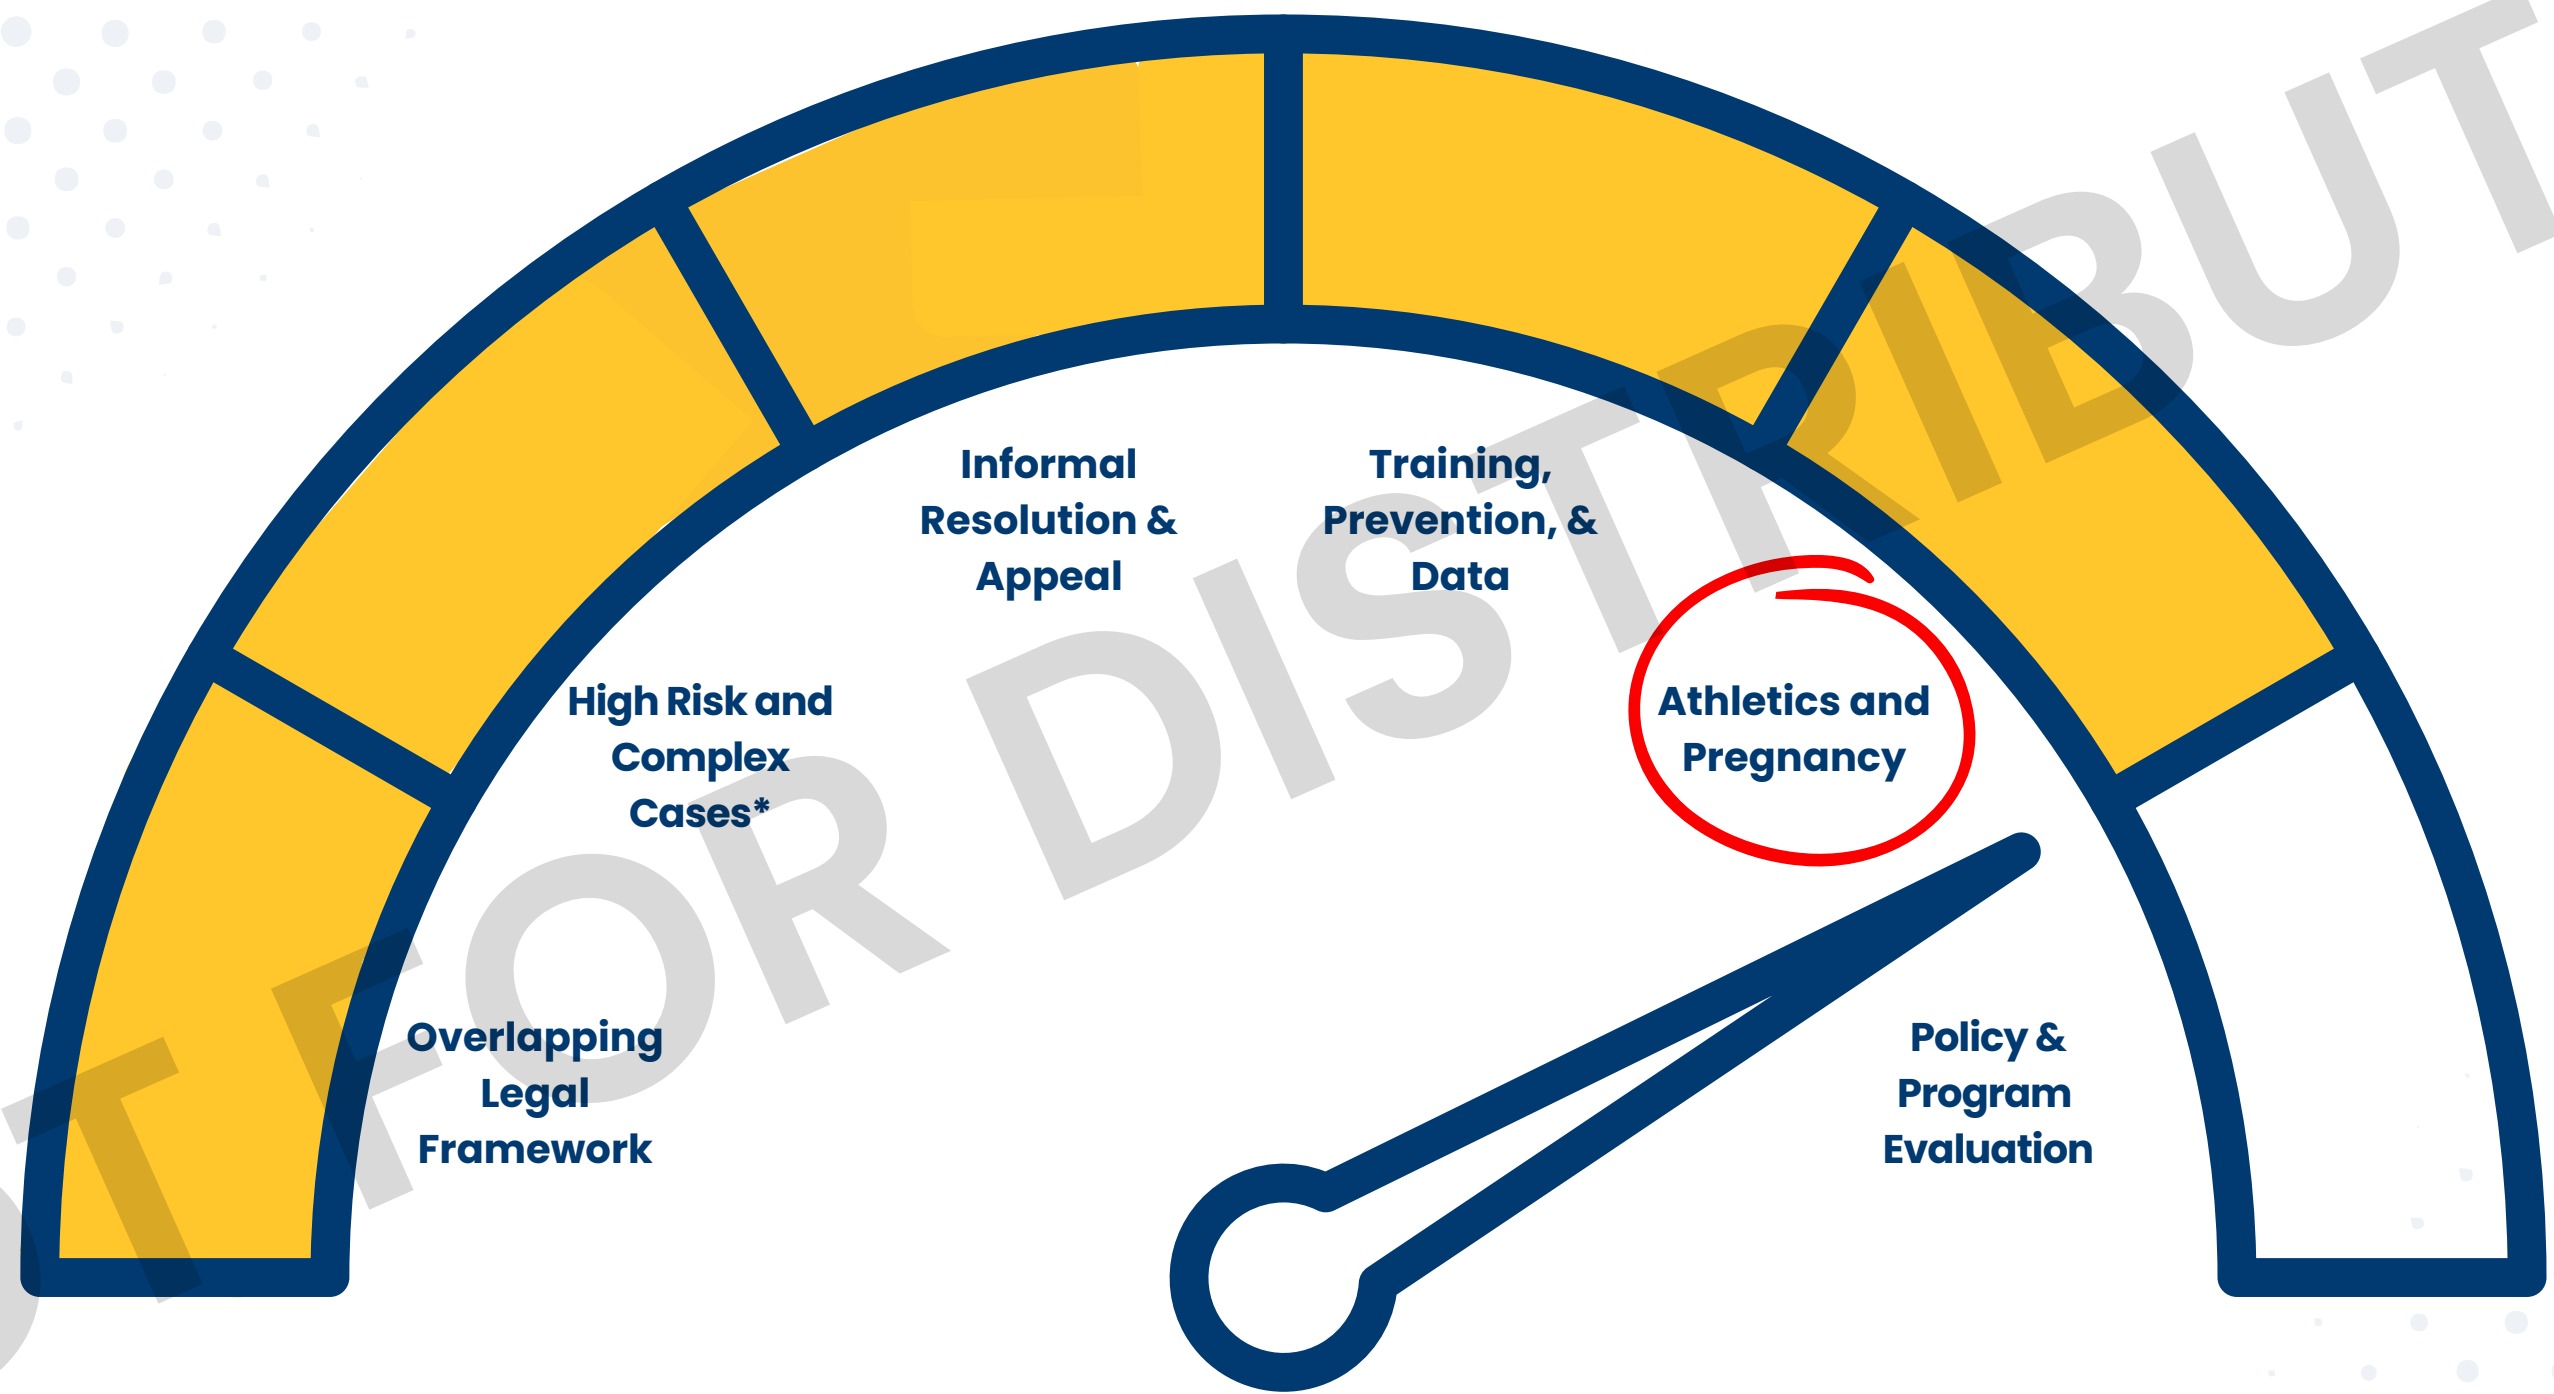 Informal
Resolution &
Appeal
Training,
Prevention, &
Data
High Risk and
Complex
Cases*
Athletics and
Pregnancy
Overlapping
Legal
Framework
Policy &
Program
Evaluation
OT FOR DISTRIBUT